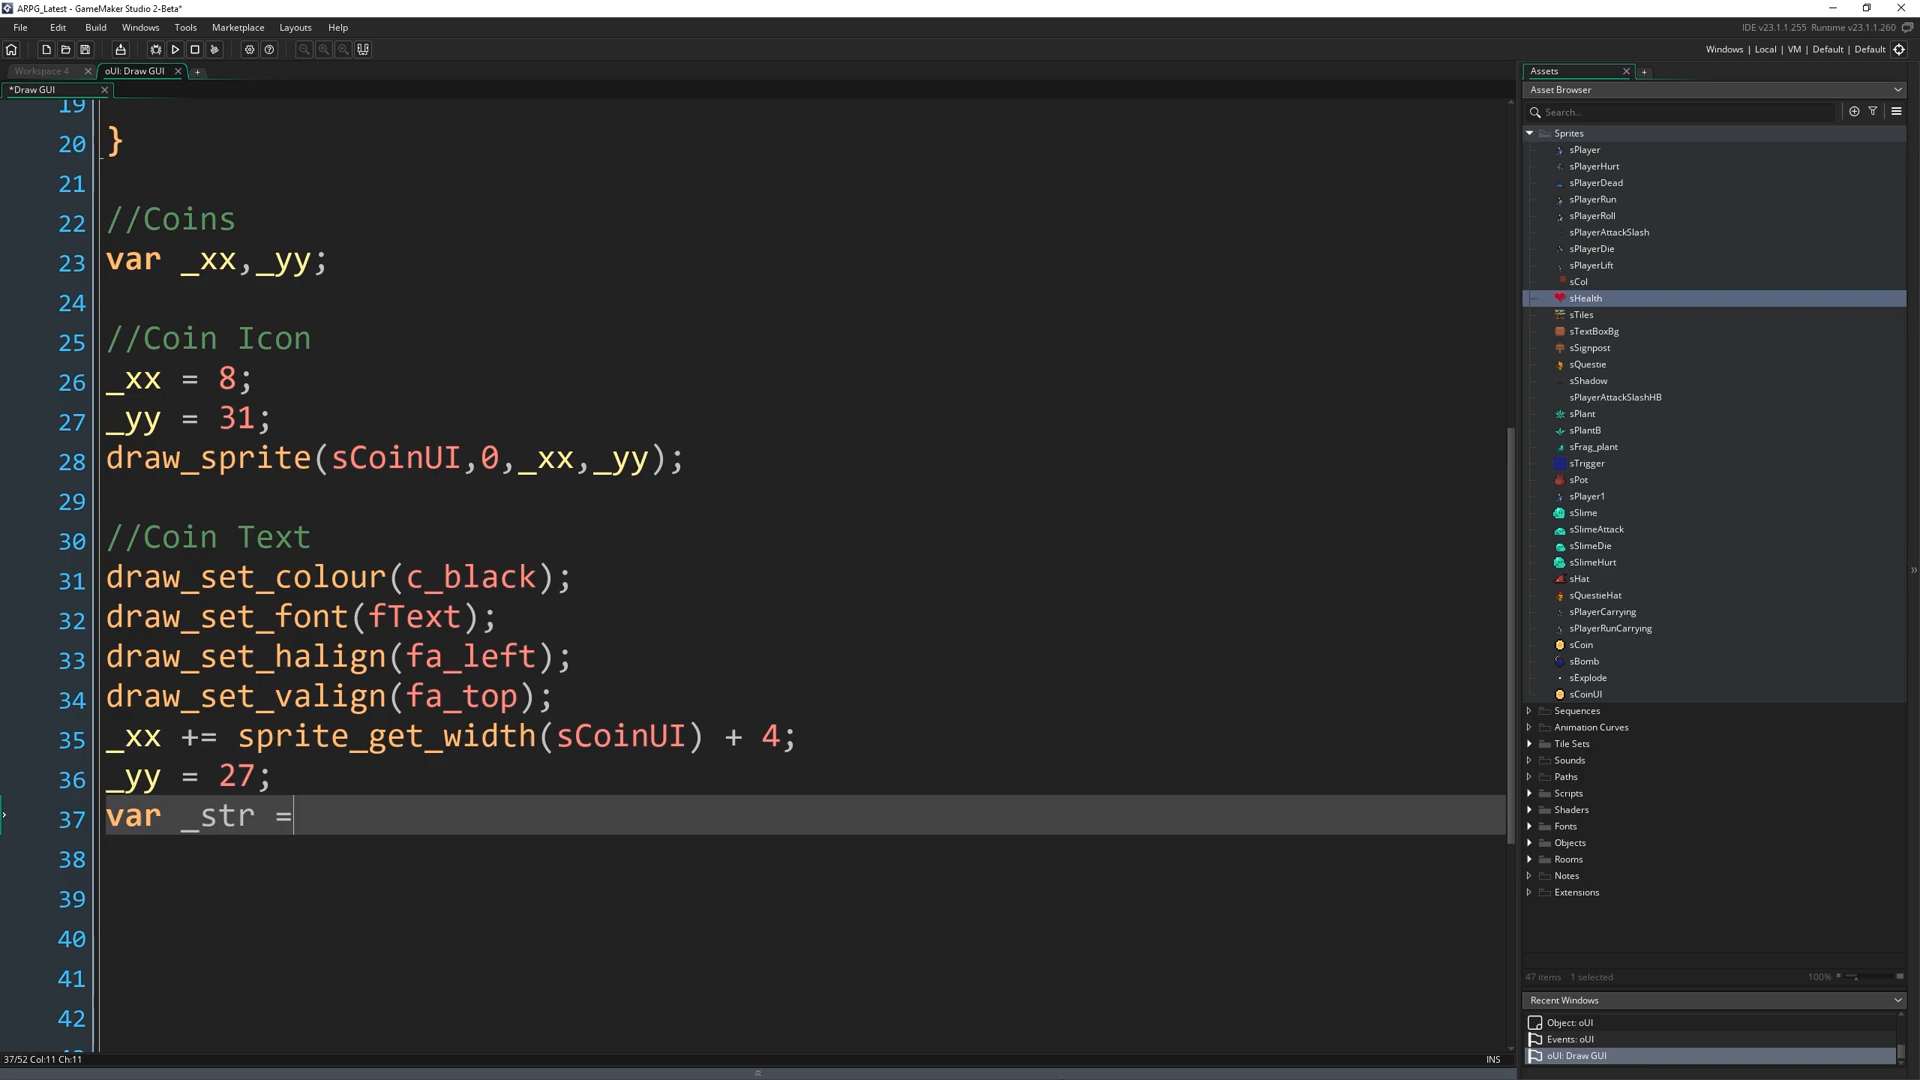 ARPG_Latest - GameMaker Studio 2-Beta*
File Edit Build Windows Tools Marketplace Layouts Help
IDE v23.1.1.255 Runtime v23.1.1.260
Windows | Local | VM | Default | Default
Workspace 4
oUI: Draw GUI
*Draw GUI
19
20 }
21
22 //Coins
23 var _xx,_yy;
24
25 //Coin Icon
26 _xx = 8;
27 _yy = 31;
28 draw_sprite(sCoinUI,0,_xx,_yy);
29
30 //Coin Text
31 draw_set_colour(c_black);
32 draw_set_font(fText);
33 draw_set_halign(fa_left);
34 draw_set_valign(fa_top);
35 _xx += sprite_get_width(sCoinUI) + 4;
36 _yy = 27;
37 var _str =
38
39
40
41
42
37/52 Col:11 Ch:11
INS
Assets
Asset Browser
Search...
Sprites
sPlayer
sPlayerHurt
sPlayerDead
sPlayerRun
sPlayerRoll
sPlayerAttackSlash
sPlayerDie
sPlayerLift
sCol
sHealth
sTiles
sTextBoxBg
sSignpost
sQuestie
sShadow
sPlayerAttackSlashHB
sPlant
sPlantB
sFrag_plant
sTrigger
sPot
sPlayer1
sSlime
sSlimeAttack
sSlimeDie
sSlimeHurt
sHat
sQuestieHat
sPlayerCarrying
sPlayerRunCarrying
sCoin
sBomb
sExplode
sCoinUI
Sequences
Animation Curves
Tile Sets
Sounds
Paths
Scripts
Shaders
Fonts
Objects
Rooms
Notes
Extensions
47 items 1 selected 100%
Recent Windows
Object: oUI
Events: oUI
oUI: Draw GUI